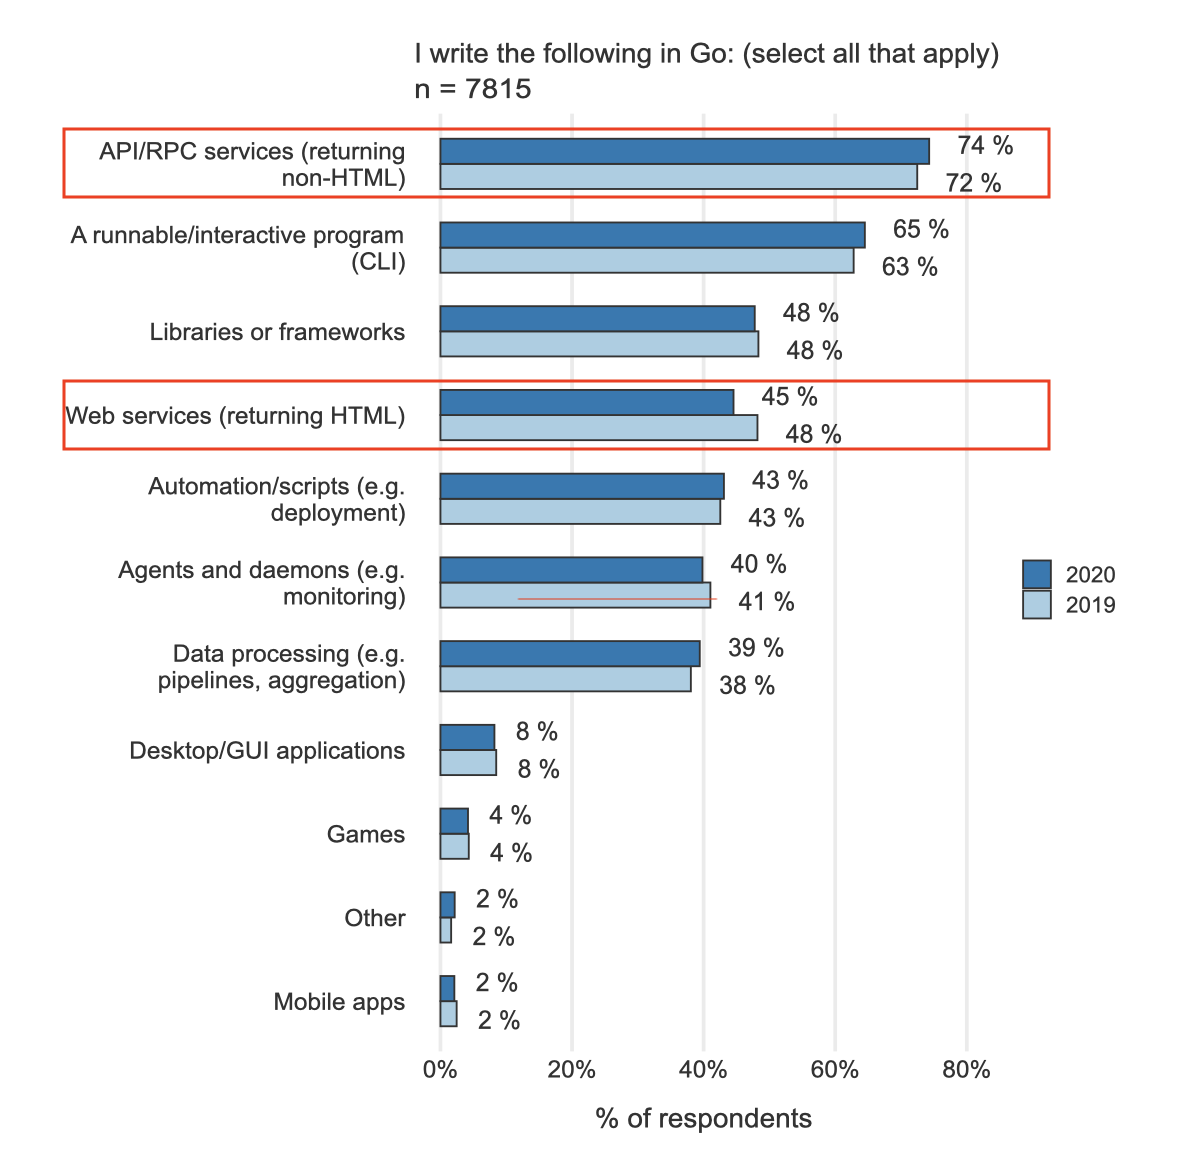 I write the following in Go: (select all that apply)
n = 7815
API/RPC services (returning
non-HTML)
74 %
72 %
A runnable/interactive program
(CLI)
65 %
63 %
Libraries or frameworks
48 %
48 %
Web services (returning HTML)
45 %
48 %
Automation/scripts (e.g.
deployment)
43 %
43 %
Agents and daemons (e.g.
monitoring)
40 %
41 %
2020
2019
Data processing (e.g.
pipelines, aggregation)
39 %
38 %
Desktop/GUI applications
8 %
8 %
Games
4 %
4 %
Other
2 %
2 %
Mobile apps
2 %
2 %
0% 20% 40% 60% 80%
% of respondents